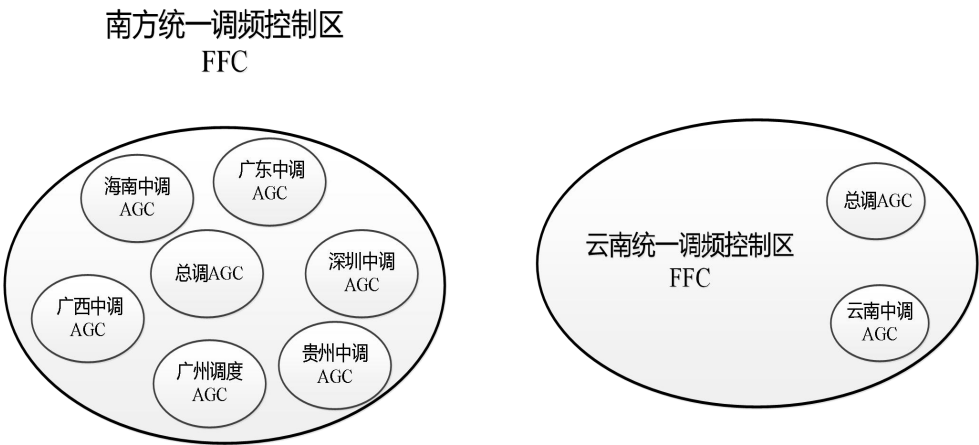 南方统一调频控制区
FFC
海南中调
AGC
广东中调
AGC
总调AGC
深圳中调
AGC
广西中调
AGC
广州调度
AGC
贵州中调
AGC
总调AGC
云南统一调频控制区
FFC
云南中调
AGC